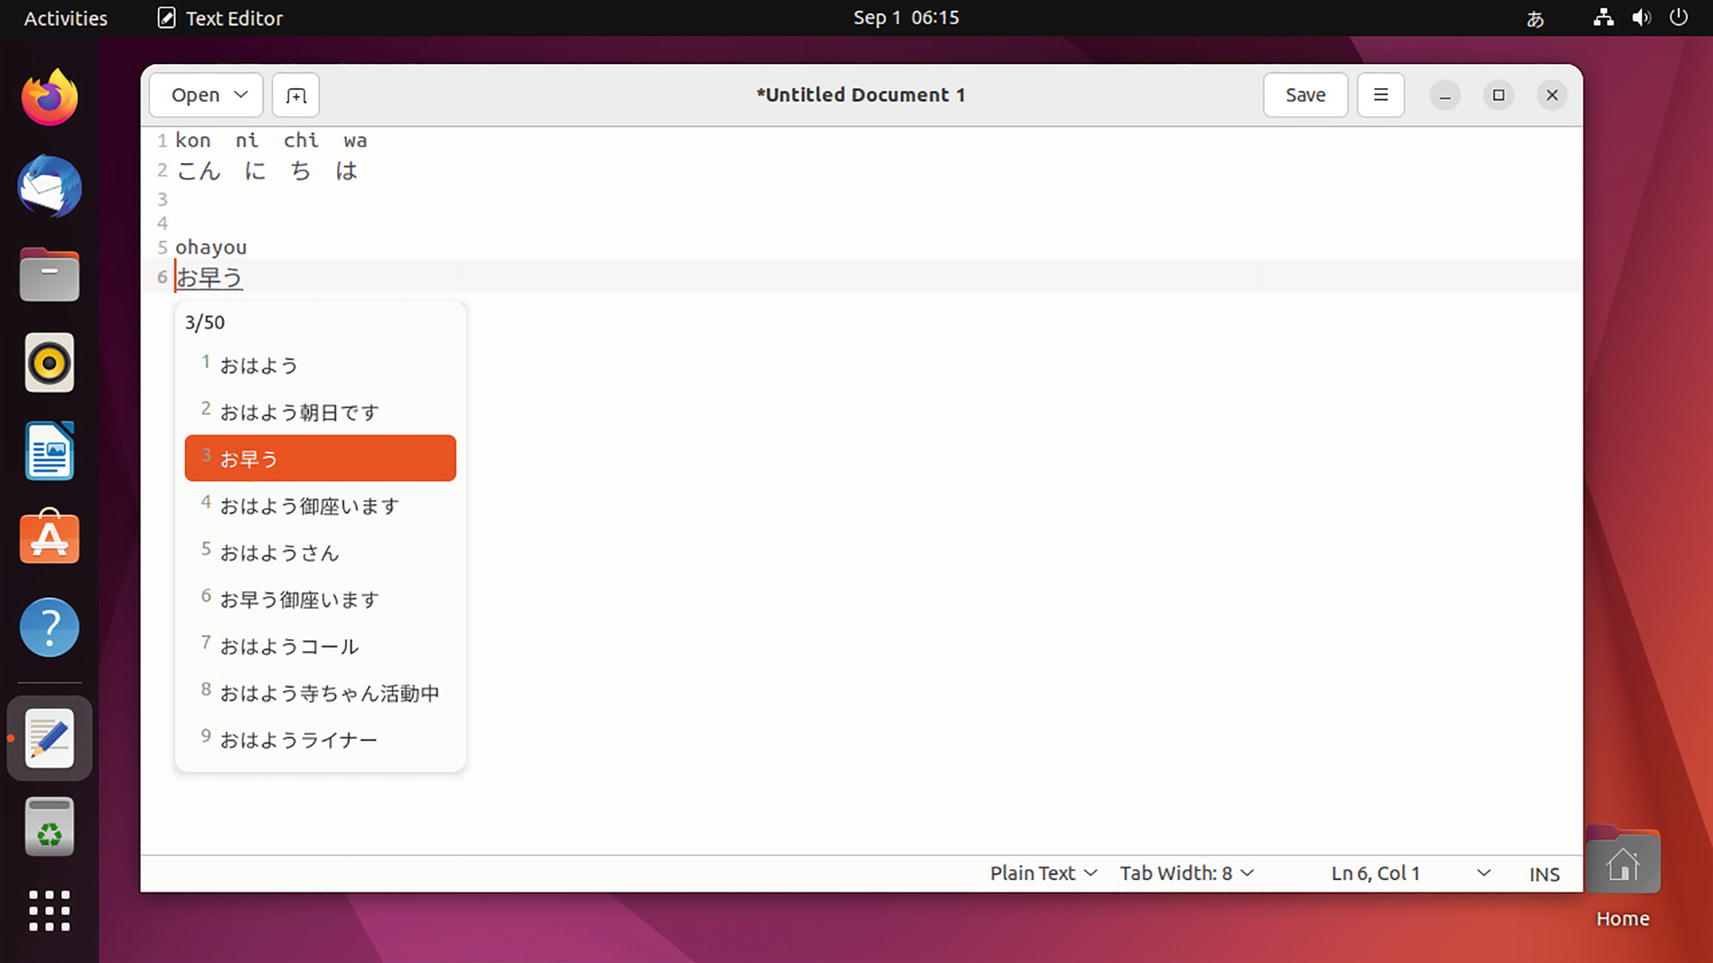 Activities Text Editor Sep 1 06:15 あ
Open *Untitled Document 1 Save
1 kon ni chi wa
2 こん に ち は
3
4
5 ohayou
6 お早う
3/50
1 おはよう
2 おはよう朝日です
3 お早う
4 おはよう御座います
5 おはようさん
6 お早う御座います
7 おはようコール
8 おはよう寺ちゃん活動中
9 おはようライナー
Plain Text Tab Width: 8 Ln 6, Col 1 INS
Home